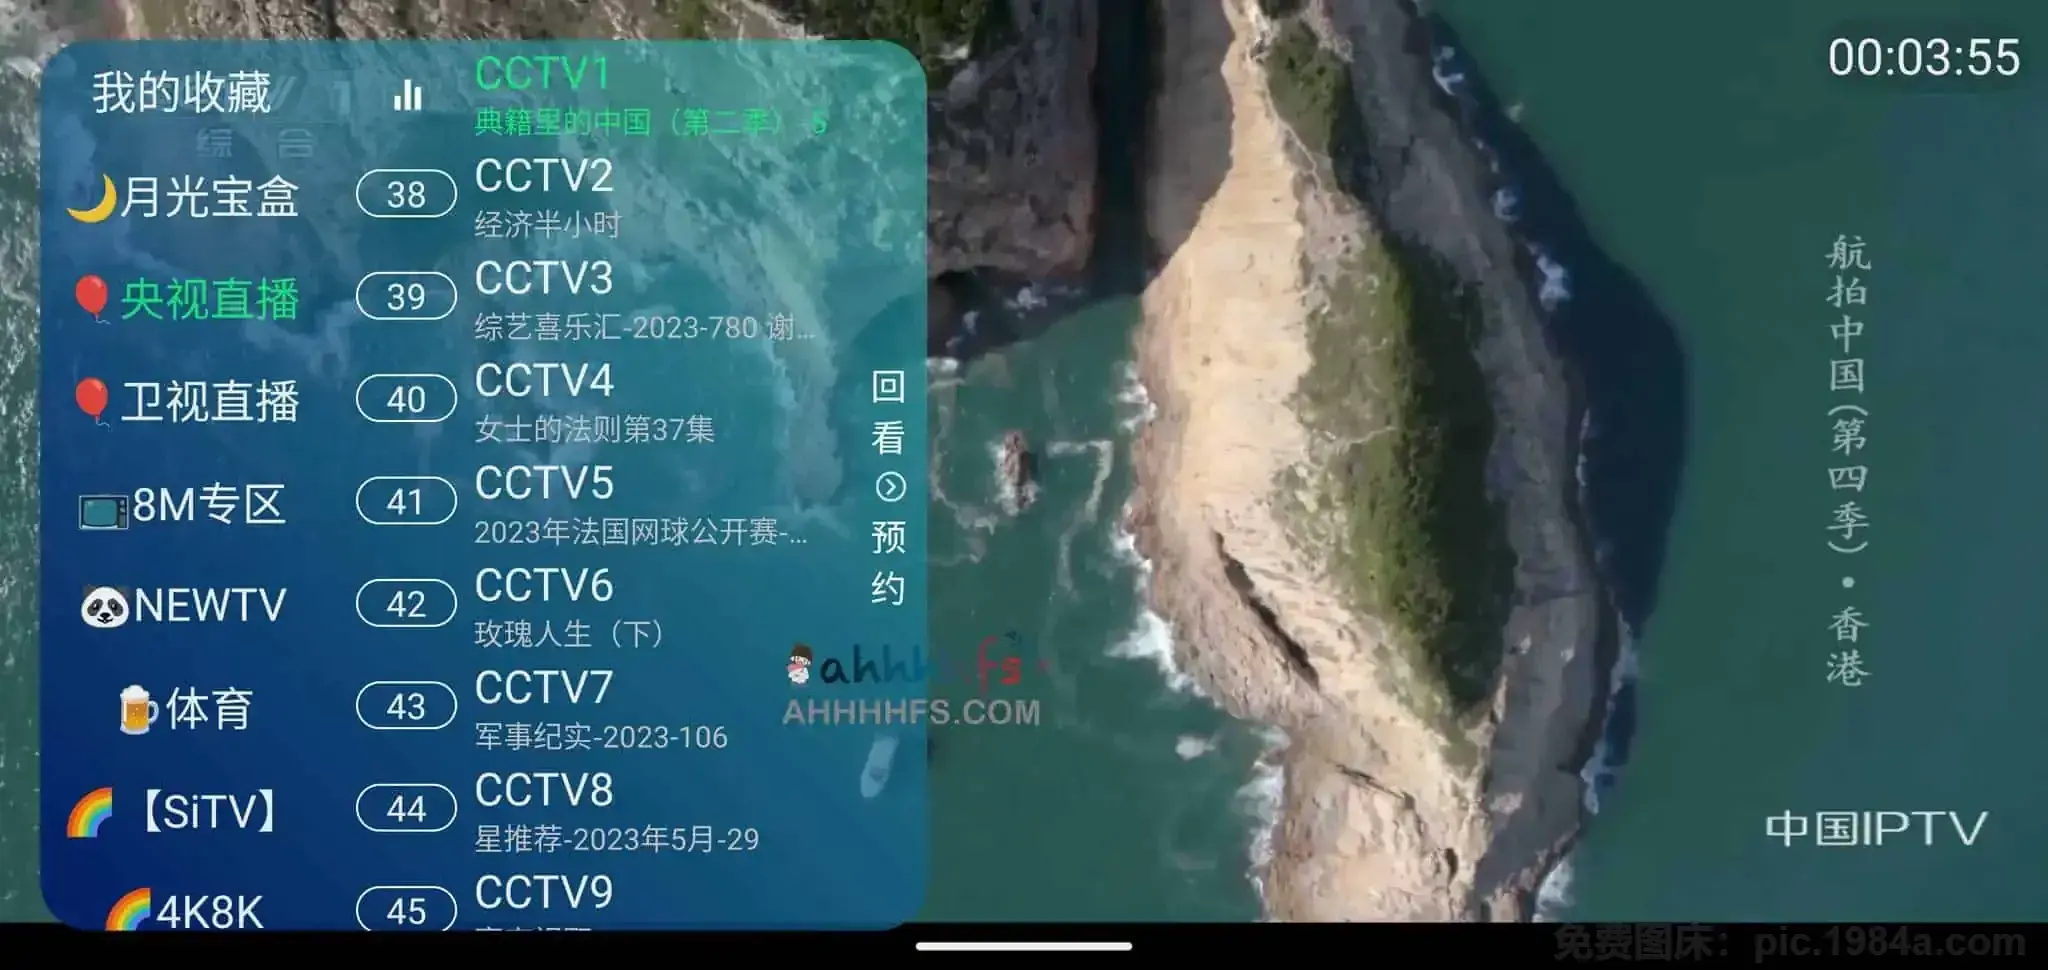 我的收藏
综 合
🌙月光宝盒
🎈央视直播
🎈卫视直播
📺8M专区
🐼NEWTV
🍺体育
🌈【SiTV】
🌈4K8K
CCTV1
典籍里的中国（第二季）-5
38
CCTV2
经济半小时
39
CCTV3
综艺喜乐汇-2023-780 谢...
40
CCTV4
女士的法则第37集
41
CCTV5
2023年法国网球公开赛-...
42
CCTV6
玫瑰人生（下）
43
CCTV7
军事纪实-2023-106
44
CCTV8
星推荐-2023年5月-29
45
CCTV9
回看
预约
AHHHHFS.COM
00:03:55
航拍中国(第四季)·香港
中国IPTV
免费图床：pic.1984a.com